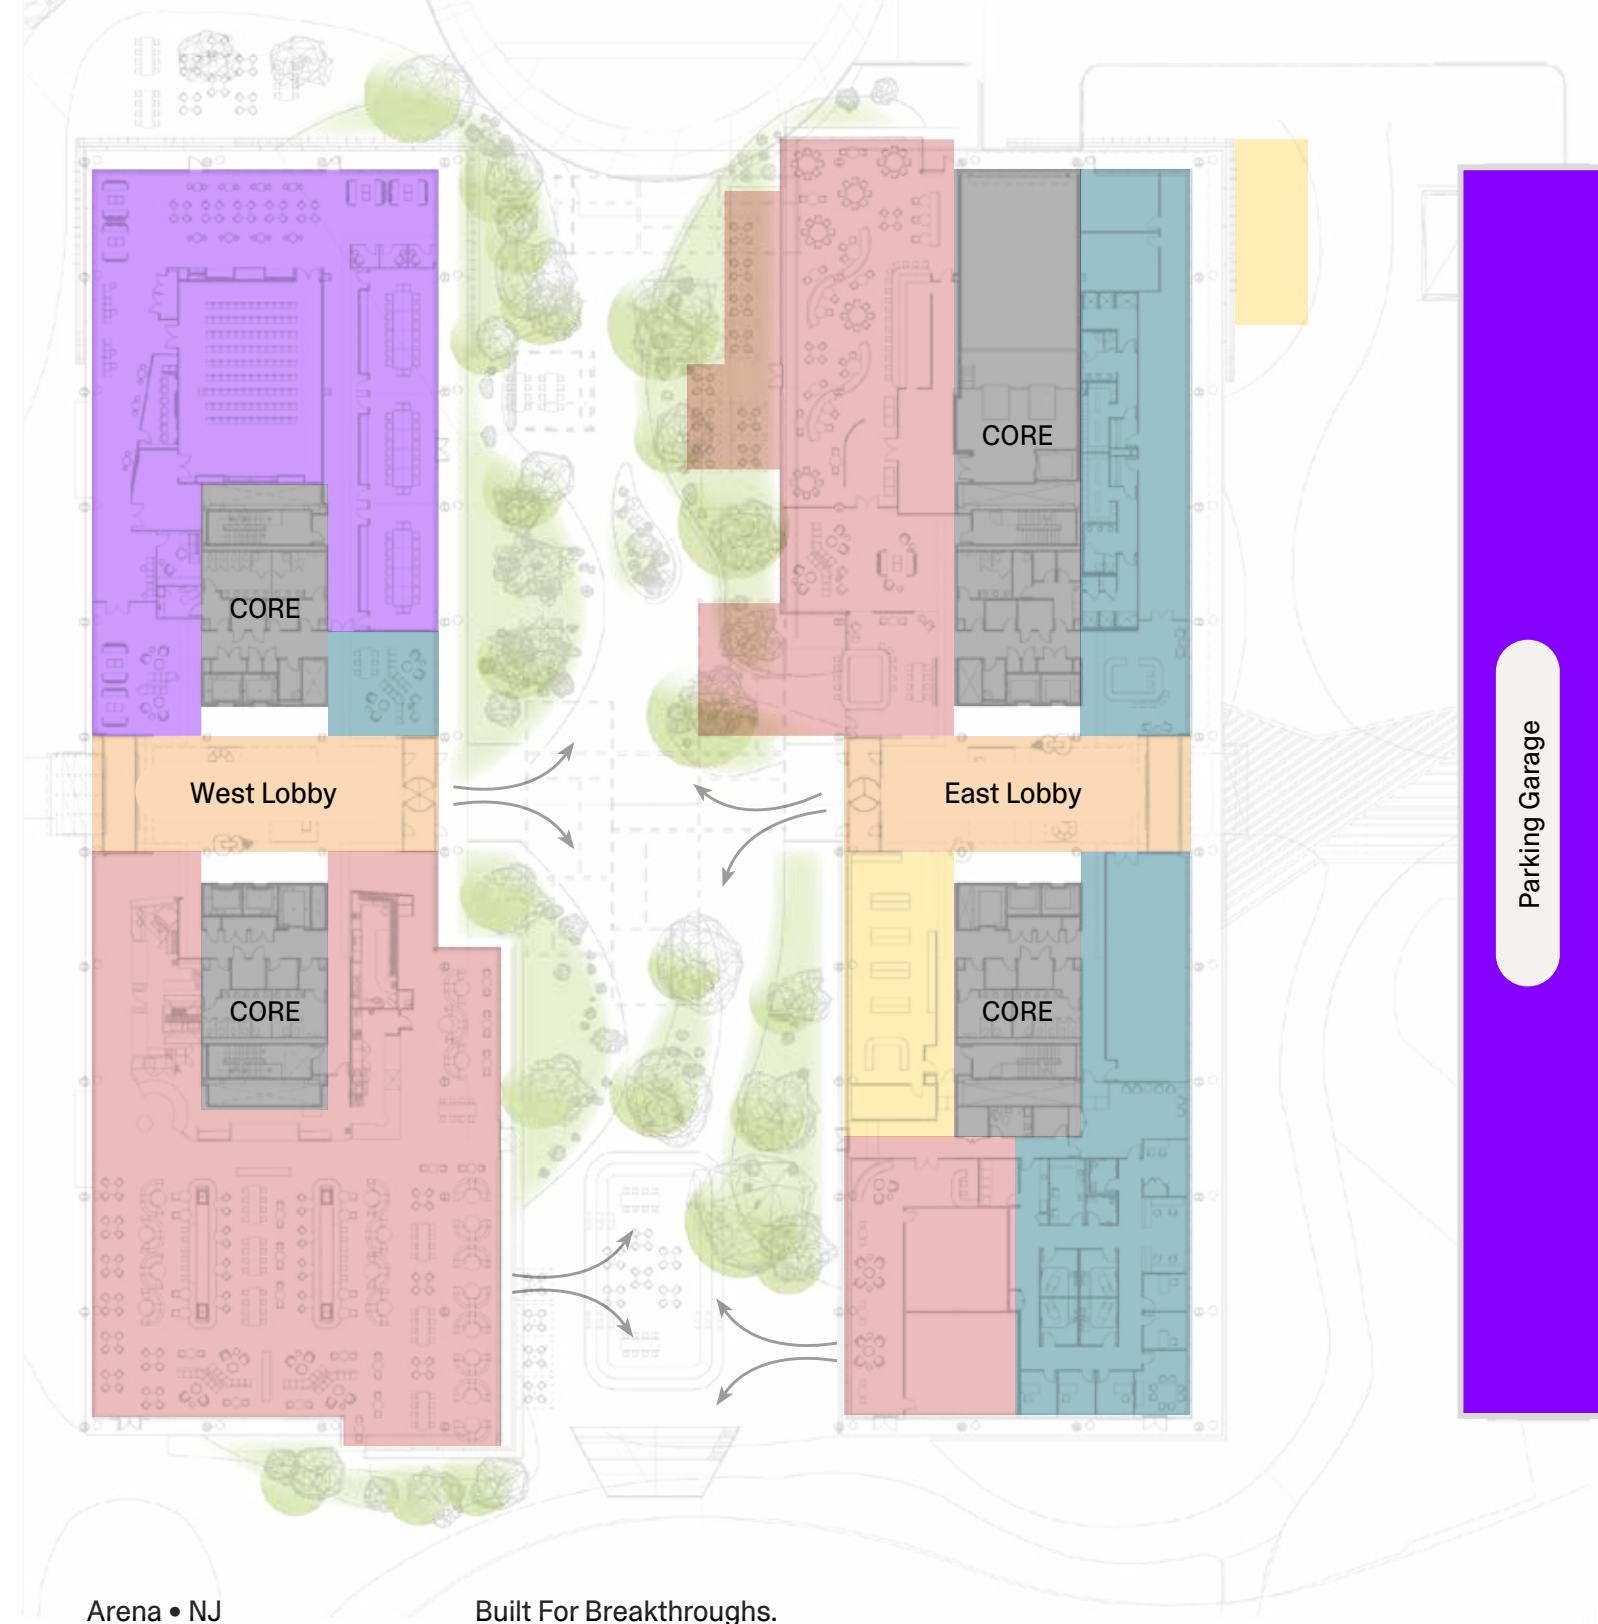 CORE
CORE
West Lobby
East Lobby
Parking Garage
CORE
CORE
Arena • NJ
Built For Breakthroughs.